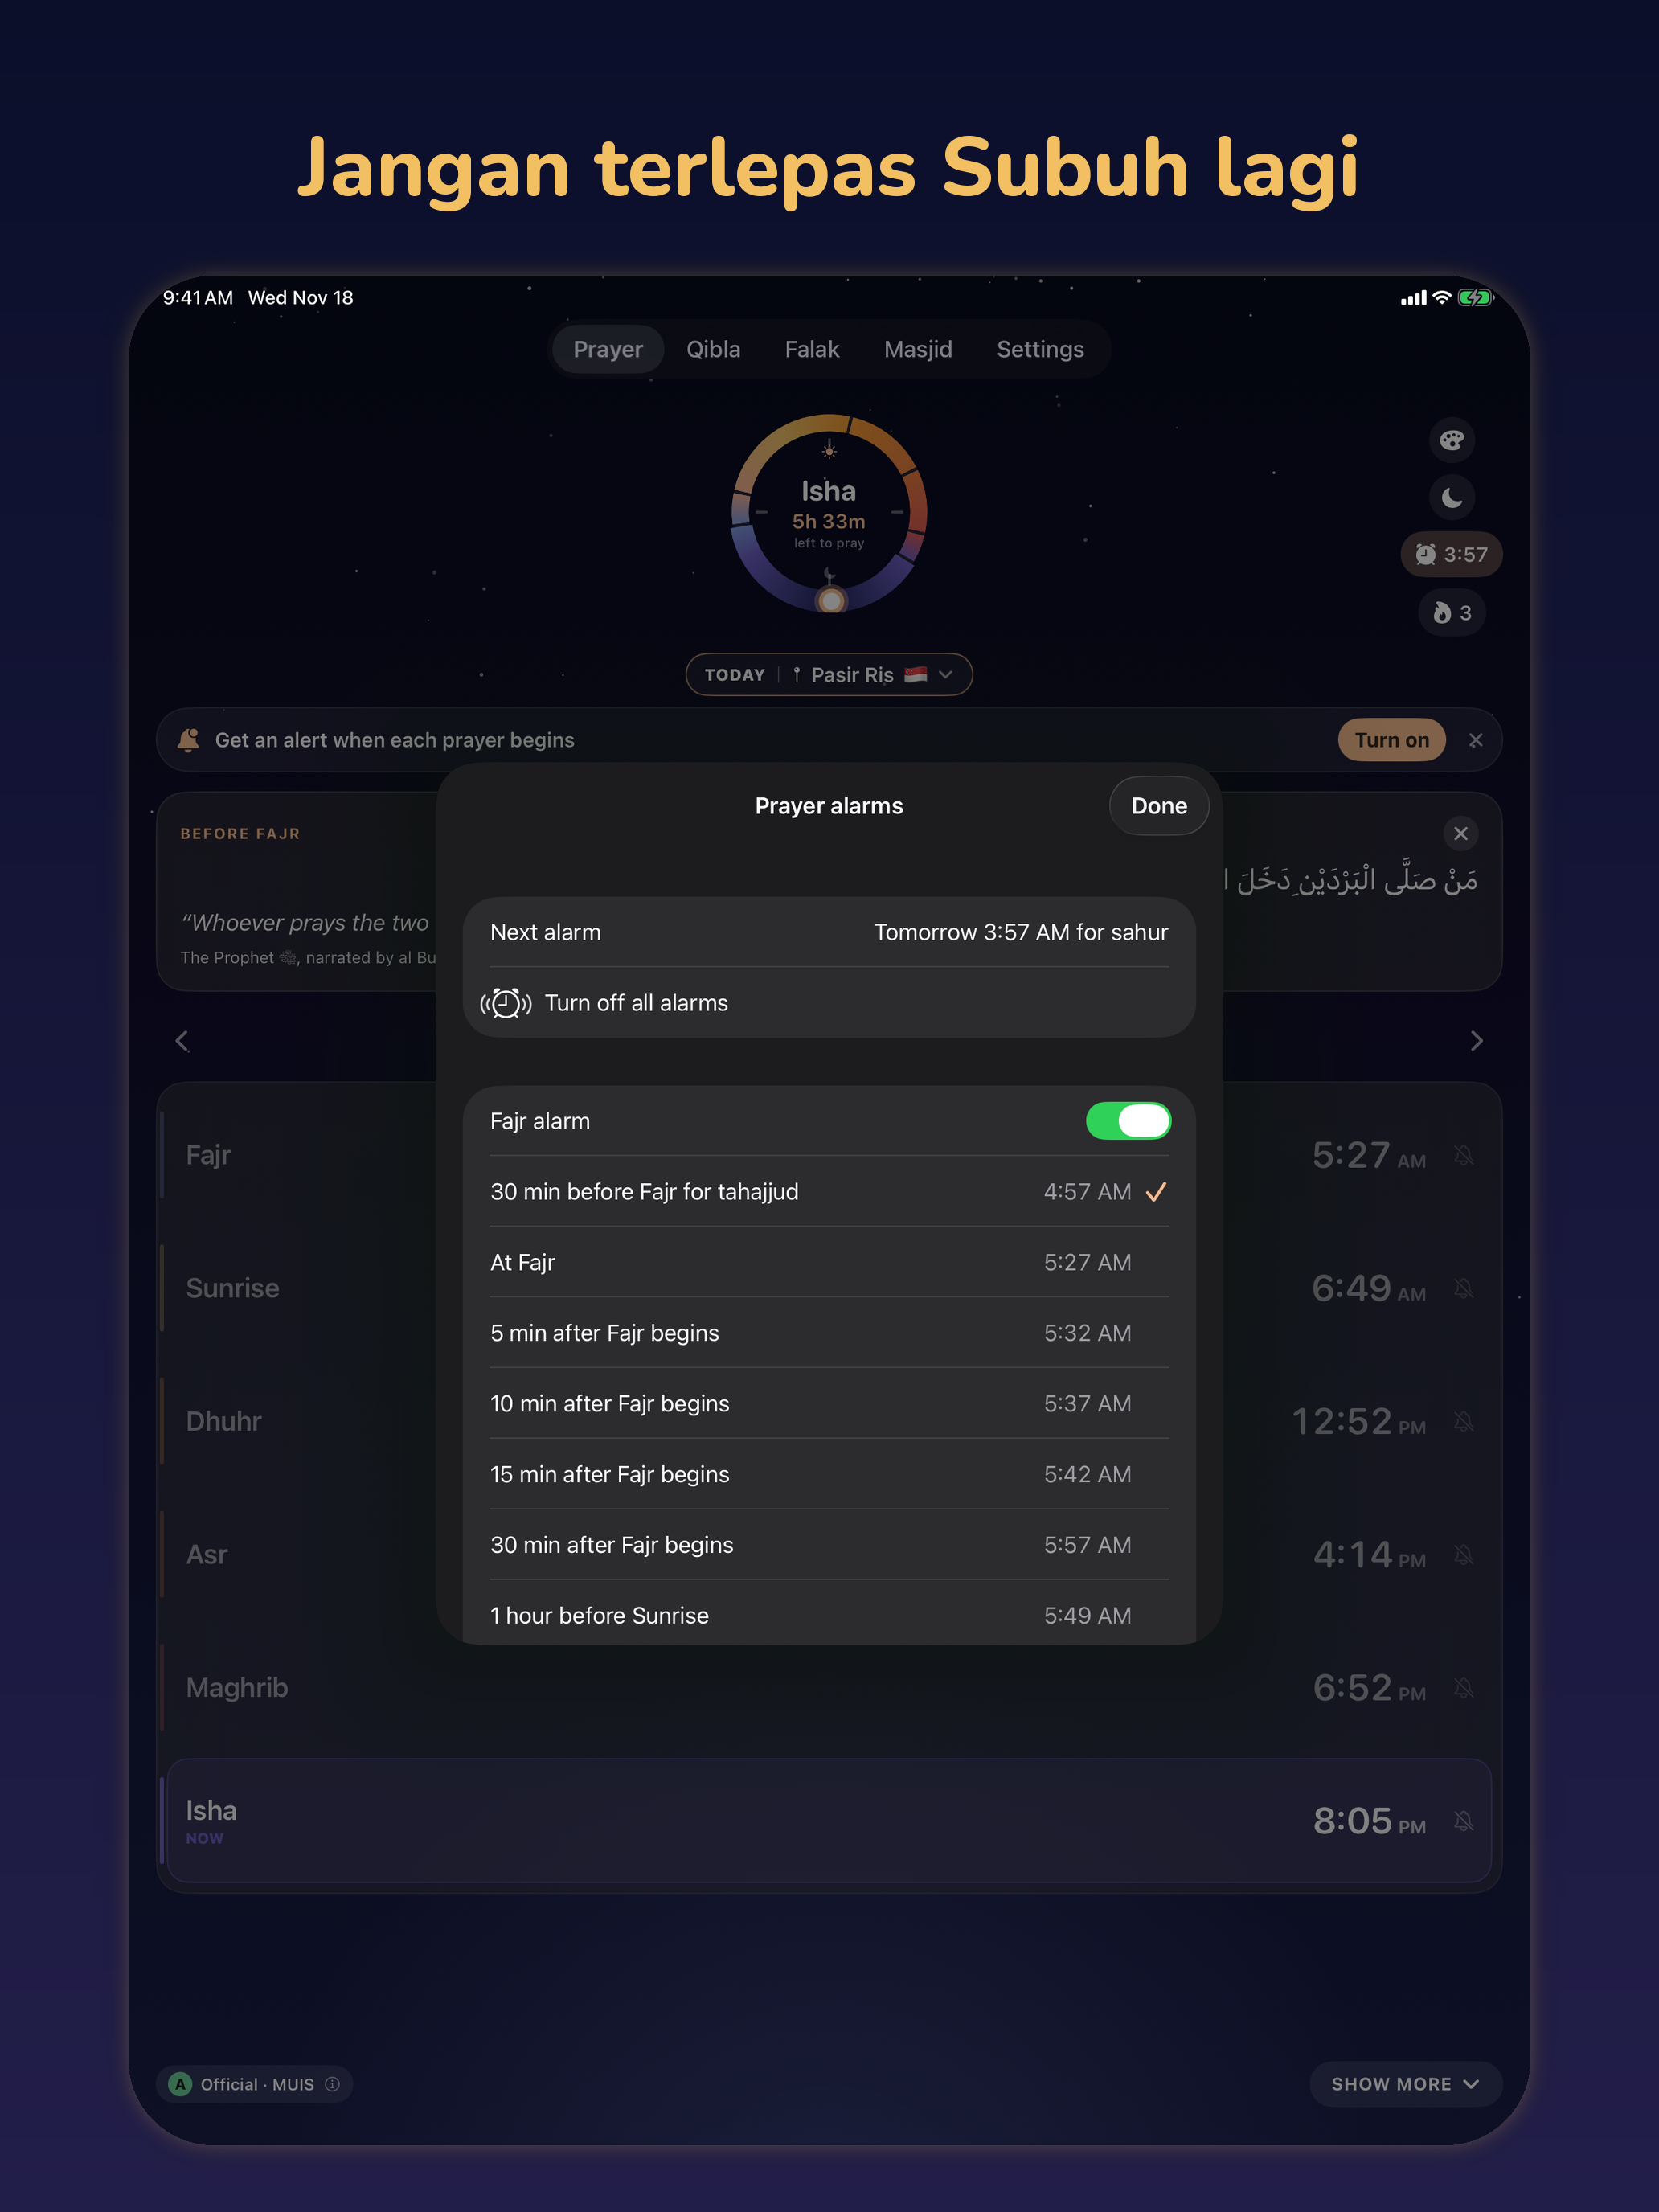 Jangan terlepas Subuh lagi
9:41 AM Wed Nov 18
Prayer Qibla Falak Masjid Settings
Isha
5h 33m
left to pray
3:57
3
TODAY Pasir Ris
Get an alert when each prayer begins Turn on
Prayer alarms Done
BEFORE FAJR
مَنْ صَلَّى الْبَرْدَيْنِ دَخَلَ
"Whoever prays the two
The Prophet ﷺ, narrated by al Bu
Next alarm Tomorrow 3:57 AM for sahur
Turn off all alarms
Fajr alarm
30 min before Fajr for tahajjud 4:57 AM
At Fajr 5:27 AM
5 min after Fajr begins 5:32 AM
10 min after Fajr begins 5:37 AM
15 min after Fajr begins 5:42 AM
30 min after Fajr begins 5:57 AM
1 hour before Sunrise 5:49 AM
Fajr 5:27 AM
Sunrise 6:49 AM
Dhuhr 12:52 PM
Asr 4:14 PM
Maghrib 6:52 PM
Isha 8:05 PM
NOW
A Official · MUIS
SHOW MORE